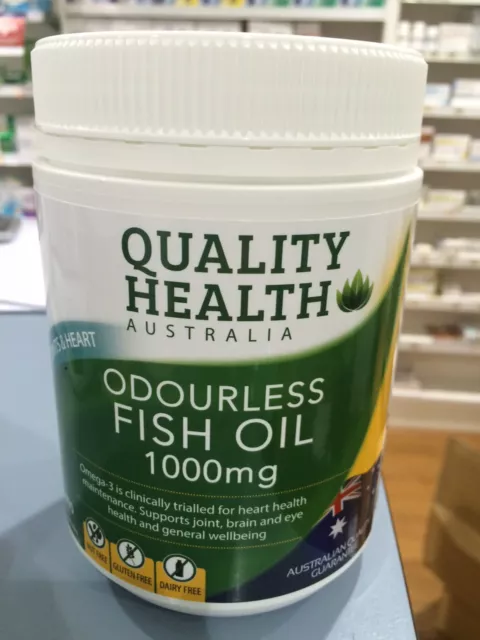 QUALITY
HEALTH
AUSTRALIA
& HEART
ODOURLESS
FISH OIL
1000mg
Omega-3 is clinically trialled for heart health
maintenance. Supports joint, brain and eye
health and general wellbeing
FREE
GLUTEN FREE
DAIRY FREE
AUSTRALIAN